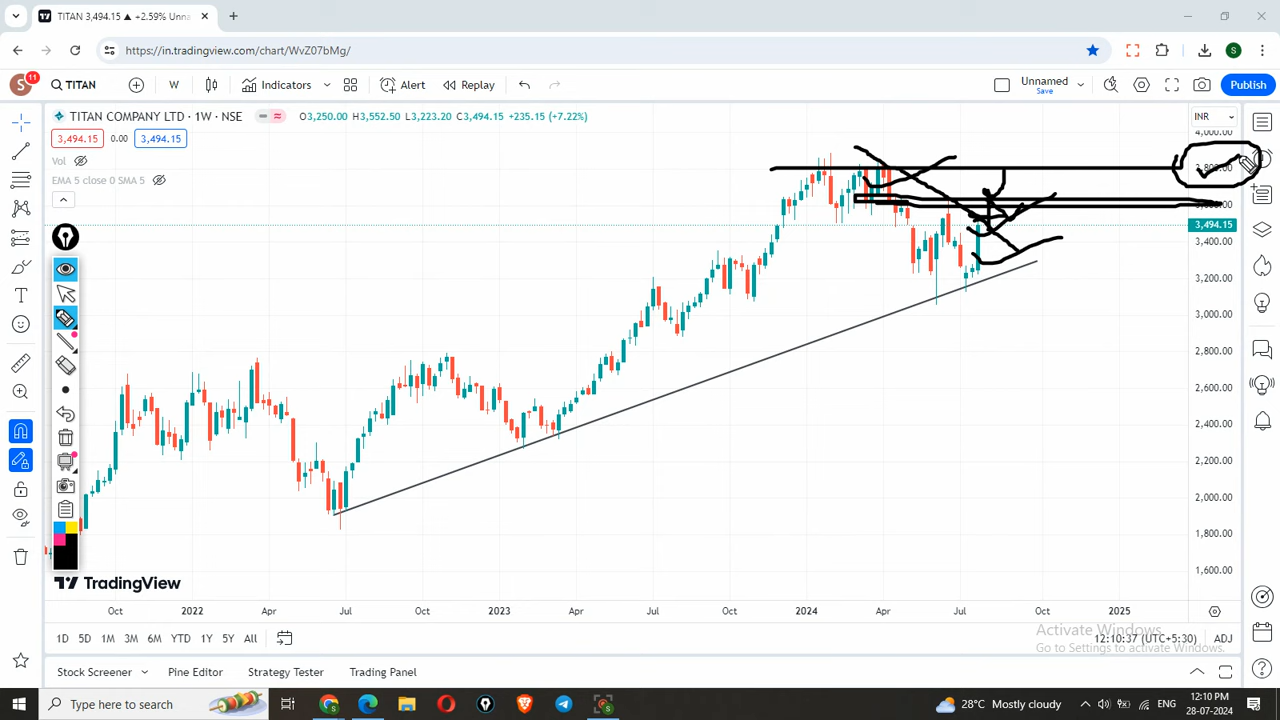 TITAN 3,494.15 ▲ +2.59% Unna
https://in.tradingview.com/chart/WvZ07bMg/
S
S 11 TITAN W Indicators Alert Replay Unnamed Save Publish
TITAN COMPANY LTD · 1W · NSE O3,250.00 H3,552.50 L3,223.20 C3,494.15 +235.15 (+7.22%)
INR
3,494.15 0.00 3,494.15
Vol
EMA 5 close 0 SMA 5
4,000.00
3,494.15
3,400.00
3,200.00
3,000.00
2,800.00
2,600.00
2,400.00
2,200.00
2,000.00
1,800.00
1,600.00
TradingView
Oct 2022 Apr Jul Oct 2023 Apr Jul Oct 2024 Apr Jul Oct 2025
1D 5D 1M 3M 6M YTD 1Y 5Y All
12:10:37 (UTC+5:30) ADJ
Activate Windows
Go to Settings to activate Windows.
Stock Screener Pine Editor Strategy Tester Trading Panel
Type here to search
28°C Mostly cloudy
ENG
12:10 PM
28-07-2024